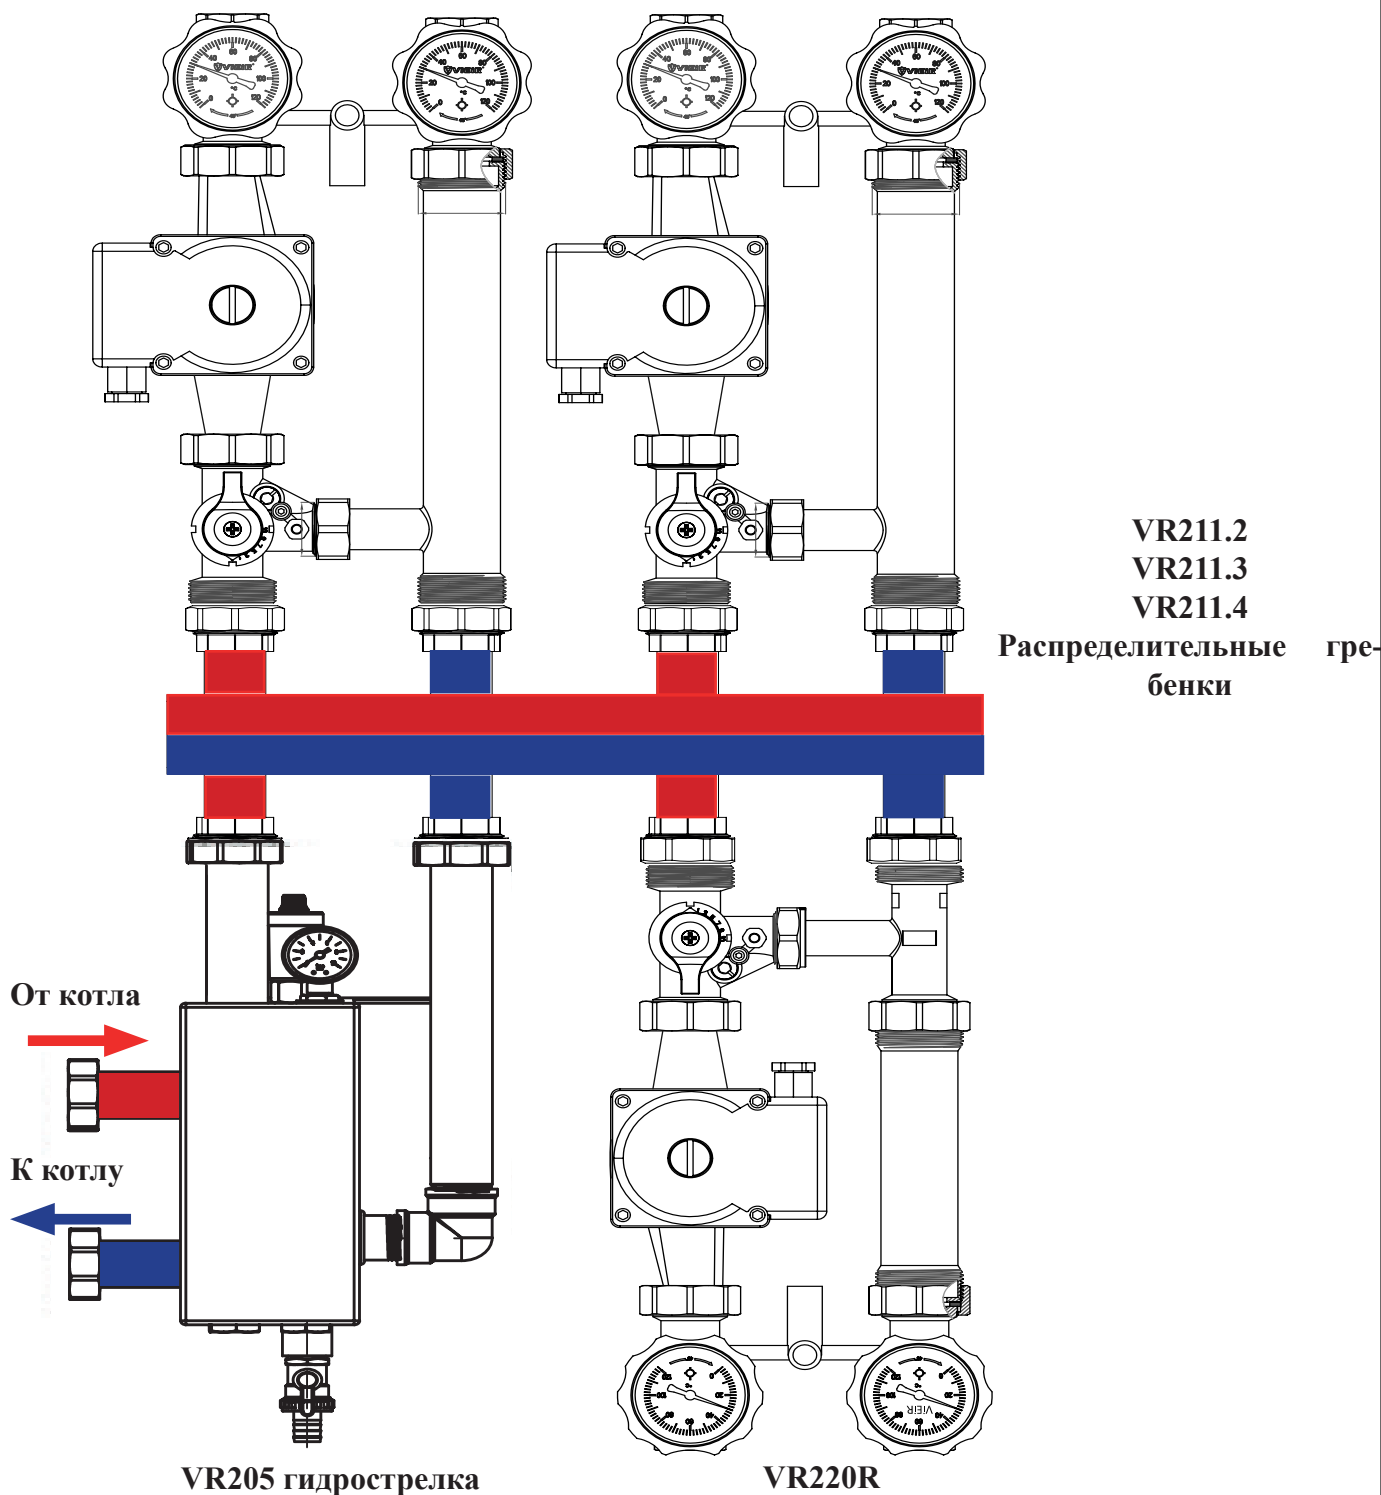 VR211.2
VR211.3
VR211.4
Распределительные гре-
бенки
От котла
К котлу
VR205 гидрострелка
VR220R